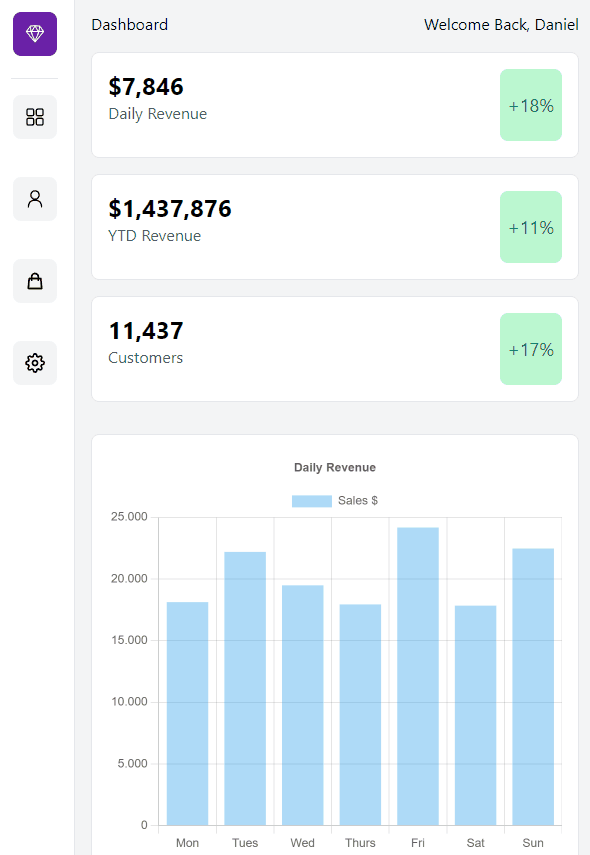 Dashboard Welcome Back, Daniel
$7,846
Daily Revenue
+18%
$1,437,876
YTD Revenue
+11%
11,437
Customers
+17%
Daily Revenue
Sales $
25.000
20.000
15.000
10.000
5.000
0
Mon Tues Wed Thurs Fri Sat Sun